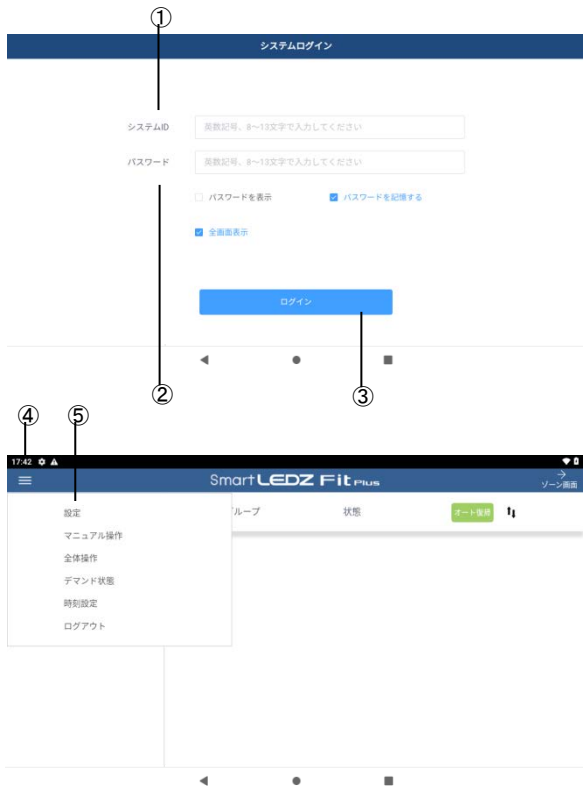 ①
システムログイン
システムID
英数記号、8〜13文字で入力してください
パスワード
英数記号、8〜13文字で入力してください
パスワードを表示
パスワードを記憶する
全画面表示
ログイン
②
③
④
⑤
17:42
SmartLEDZ Fit Plus
ゾーン画面
設定
ループ
状態
オート復帰
マニュアル操作
全体操作
デマンド状態
時刻設定
ログアウト